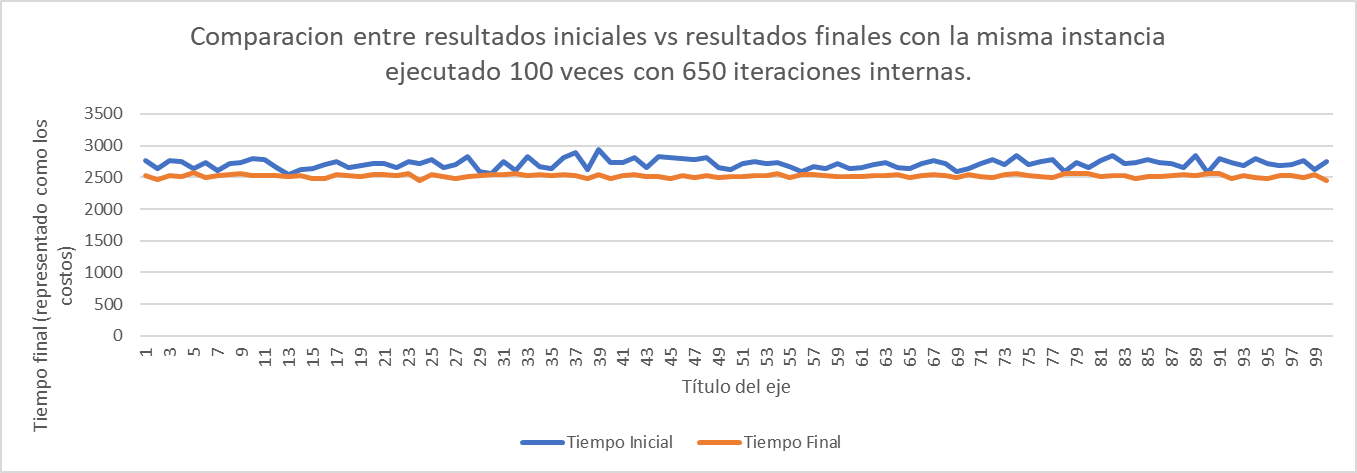 Comparacion entre resultados iniciales vs resultados finales con la misma instancia
ejecutado 100 veces con 650 iteraciones internas.
Tiempo final (representado como los
costos)
3500
3000
2500
2000
1500
1000
500
0
1 3 5 7 9 11 13 15 17 19 21 23 25 27 29 31 33 35 37 39 41 43 45 47 49 51 53 55 57 59 61 63 65 67 69 71 73 75 77 79 81 83 85 87 89 91 93 95 97 99
Título del eje
Tiempo Inicial Tiempo Final